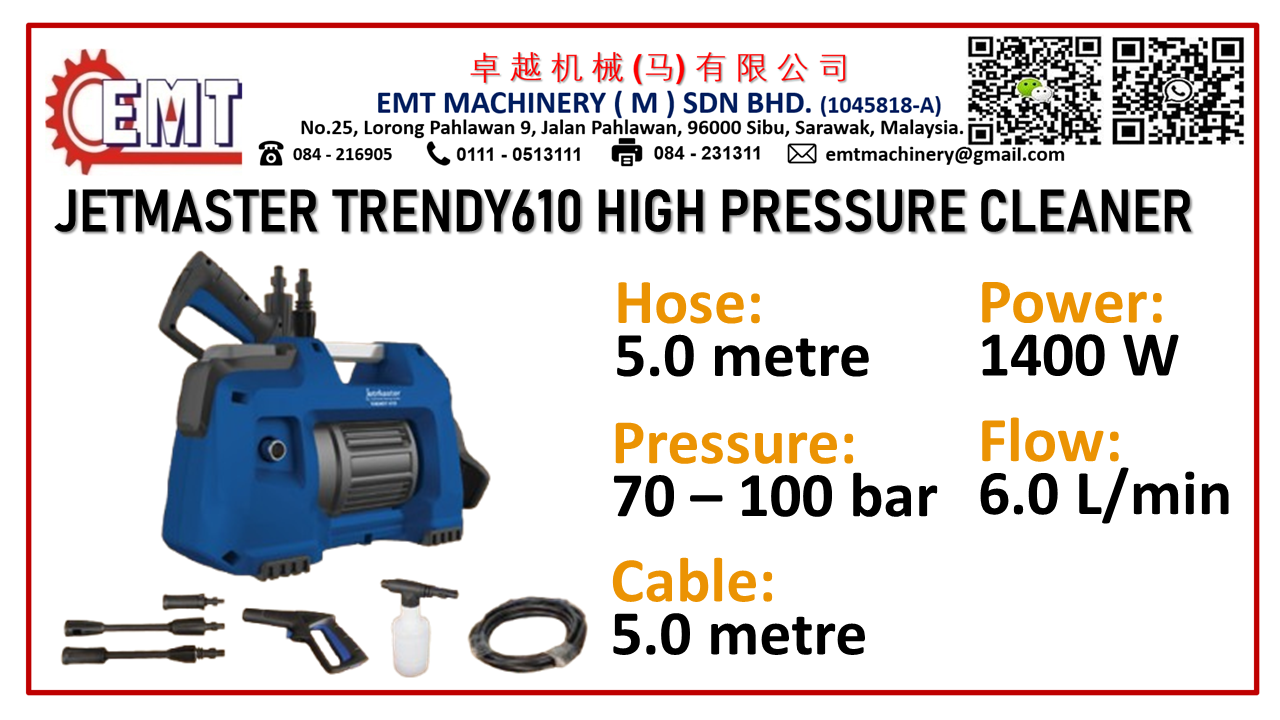 EMT
卓越机械(马)有限公司
EMT MACHINERY ( M ) SDN BHD. (1045818-A)
No.25, Lorong Pahlawan 9, Jalan Pahlawan, 96000 Sibu, Sarawak, Malaysia.
084 - 216905 0111 - 0513111 084 - 231311 emtmachinery@gmail.com
JETMASTER TRENDY610 HIGH PRESSURE CLEANER
Hose: Power:
5.0 metre 1400 W
Pressure: Flow:
70 – 100 bar 6.0 L/min
Cable:
5.0 metre
JetMaster